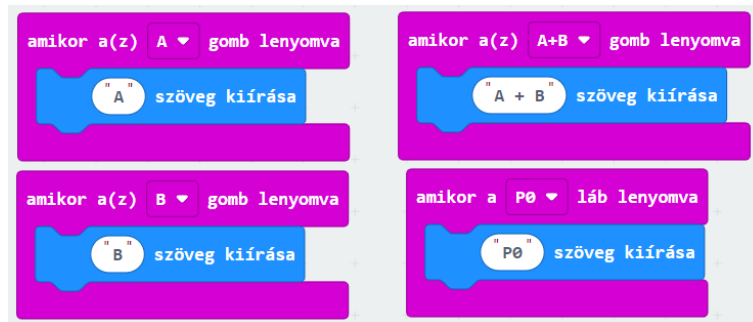 amikor a(z) A gomb lenyomva
"A" szöveg kiírása
amikor a(z) A+B gomb lenyomva
"A + B" szöveg kiírása
amikor a(z) B gomb lenyomva
"B" szöveg kiírása
amikor a P0 láb lenyomva
"P0" szöveg kiírása